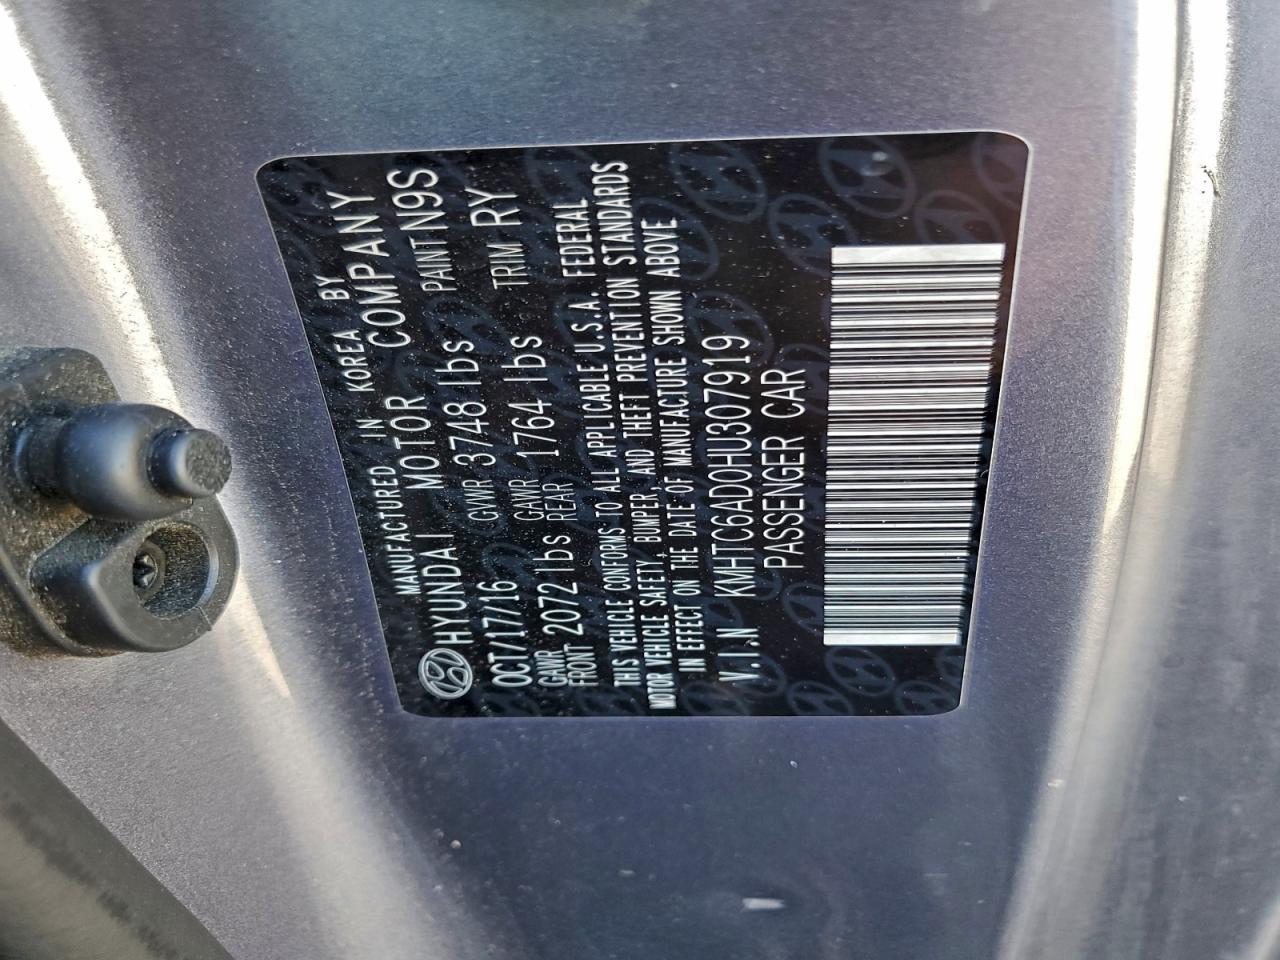 MANUFACTURED IN KOREA BY
HYUNDAI MOTOR COMPANY
OCT/17/16 GVWR 3748 lbs PAINT N9S
GAWR FRONT 2072 lbs GAWR REAR 1764 lbs TRIM RY
THIS VEHICLE CONFORMS TO ALL APPLICABLE U.S.A. FEDERAL
MOTOR VEHICLE SAFETY, BUMPER, AND THEFT PREVENTION STANDARDS
IN EFFECT ON THE DATE OF MANUFACTURE SHOWN ABOVE
V.I.N KMHTC6AD0HU307919
PASSENGER CAR